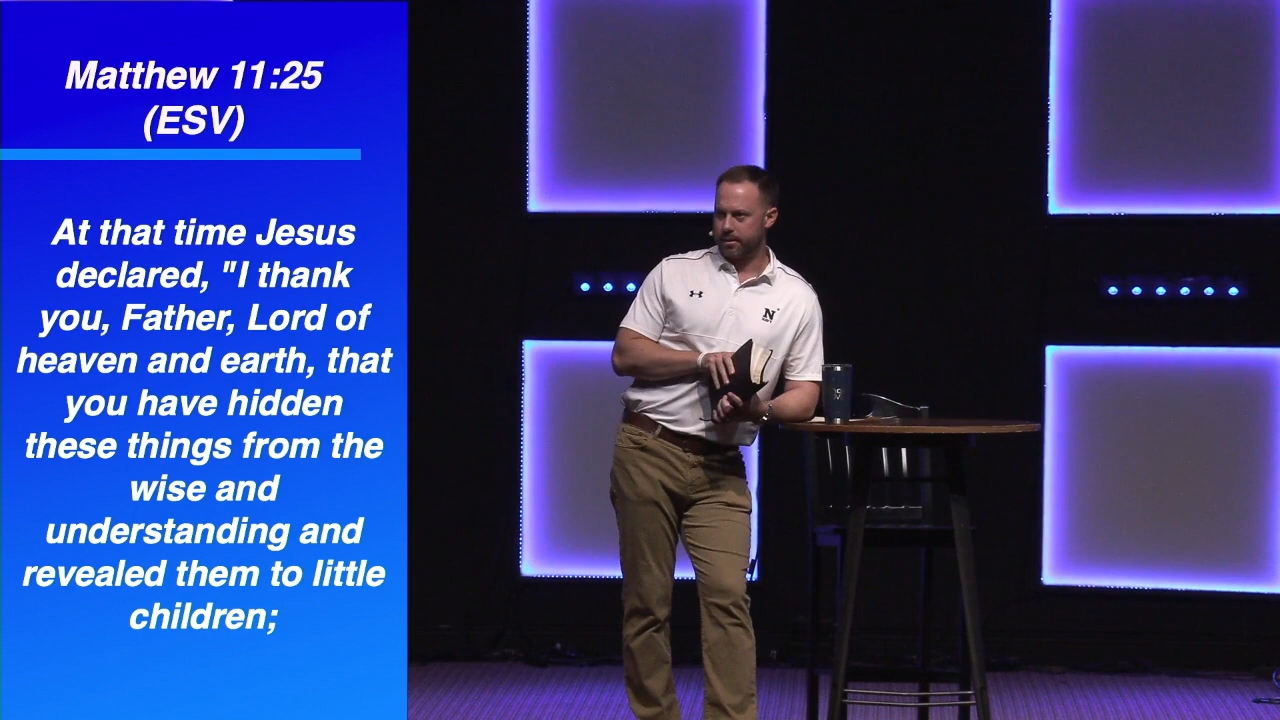 Matthew 11:25
(ESV)
At that time Jesus
declared, "I thank
you, Father, Lord of
heaven and earth, that
you have hidden
these things from the
wise and
understanding and
revealed them to little
children;
N